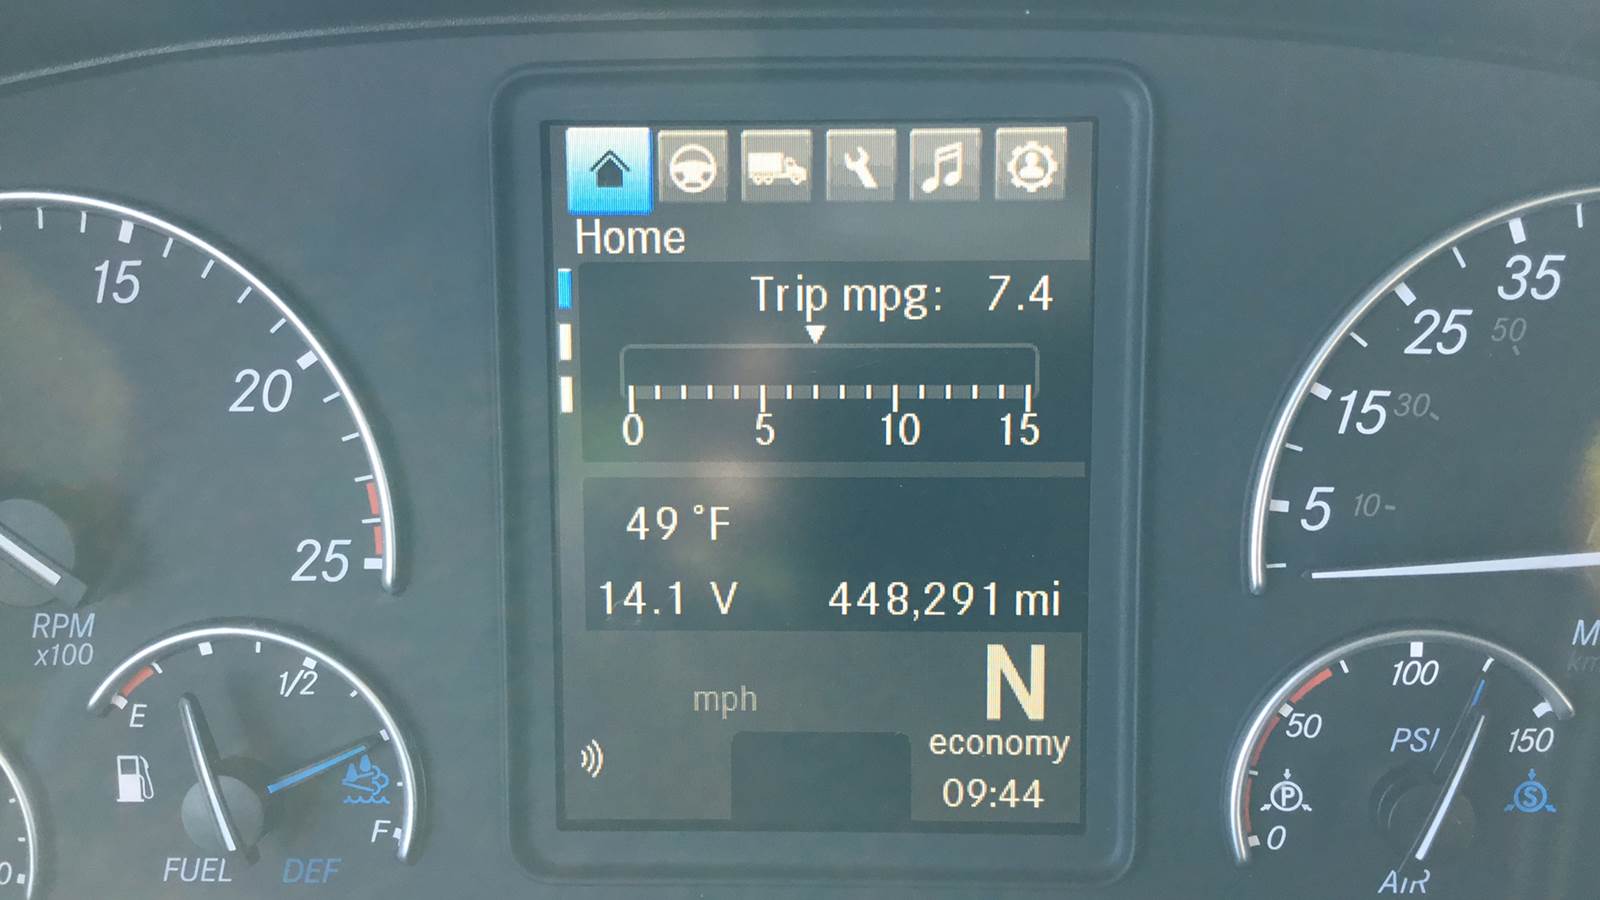 Home
Trip mpg: 7.4
0 5 10 15
49 °F
14.1 V 448,291 mi
mph
N
economy
09:44
15
20
25
RPM
x100
E
1/2
F
FUEL
DEF
35
25 50
15 30
5 10
100
50
PSI
150
P
S
0
AIR